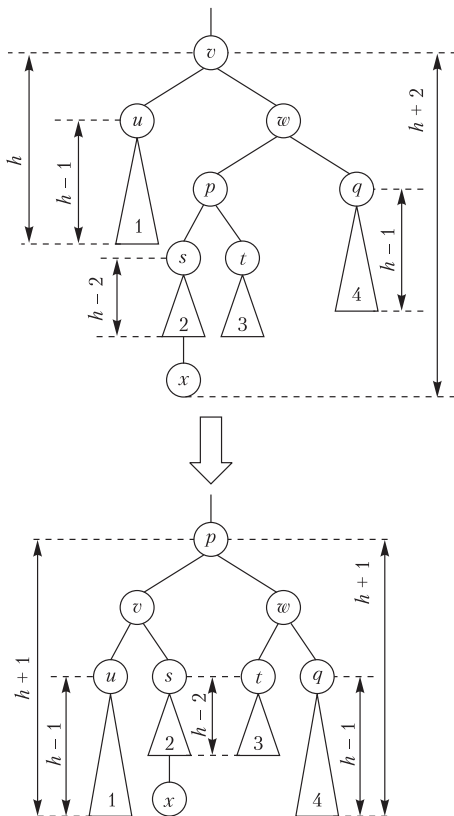 v
h + 2
h
u
w
h – 1
p
q
1
s
t
h – 1
h – 2
4
2
3
x
p
h + 1
v
w
h + 1
u
s
t
q
h – 1
h – 2
h – 1
2
3
x
1
4